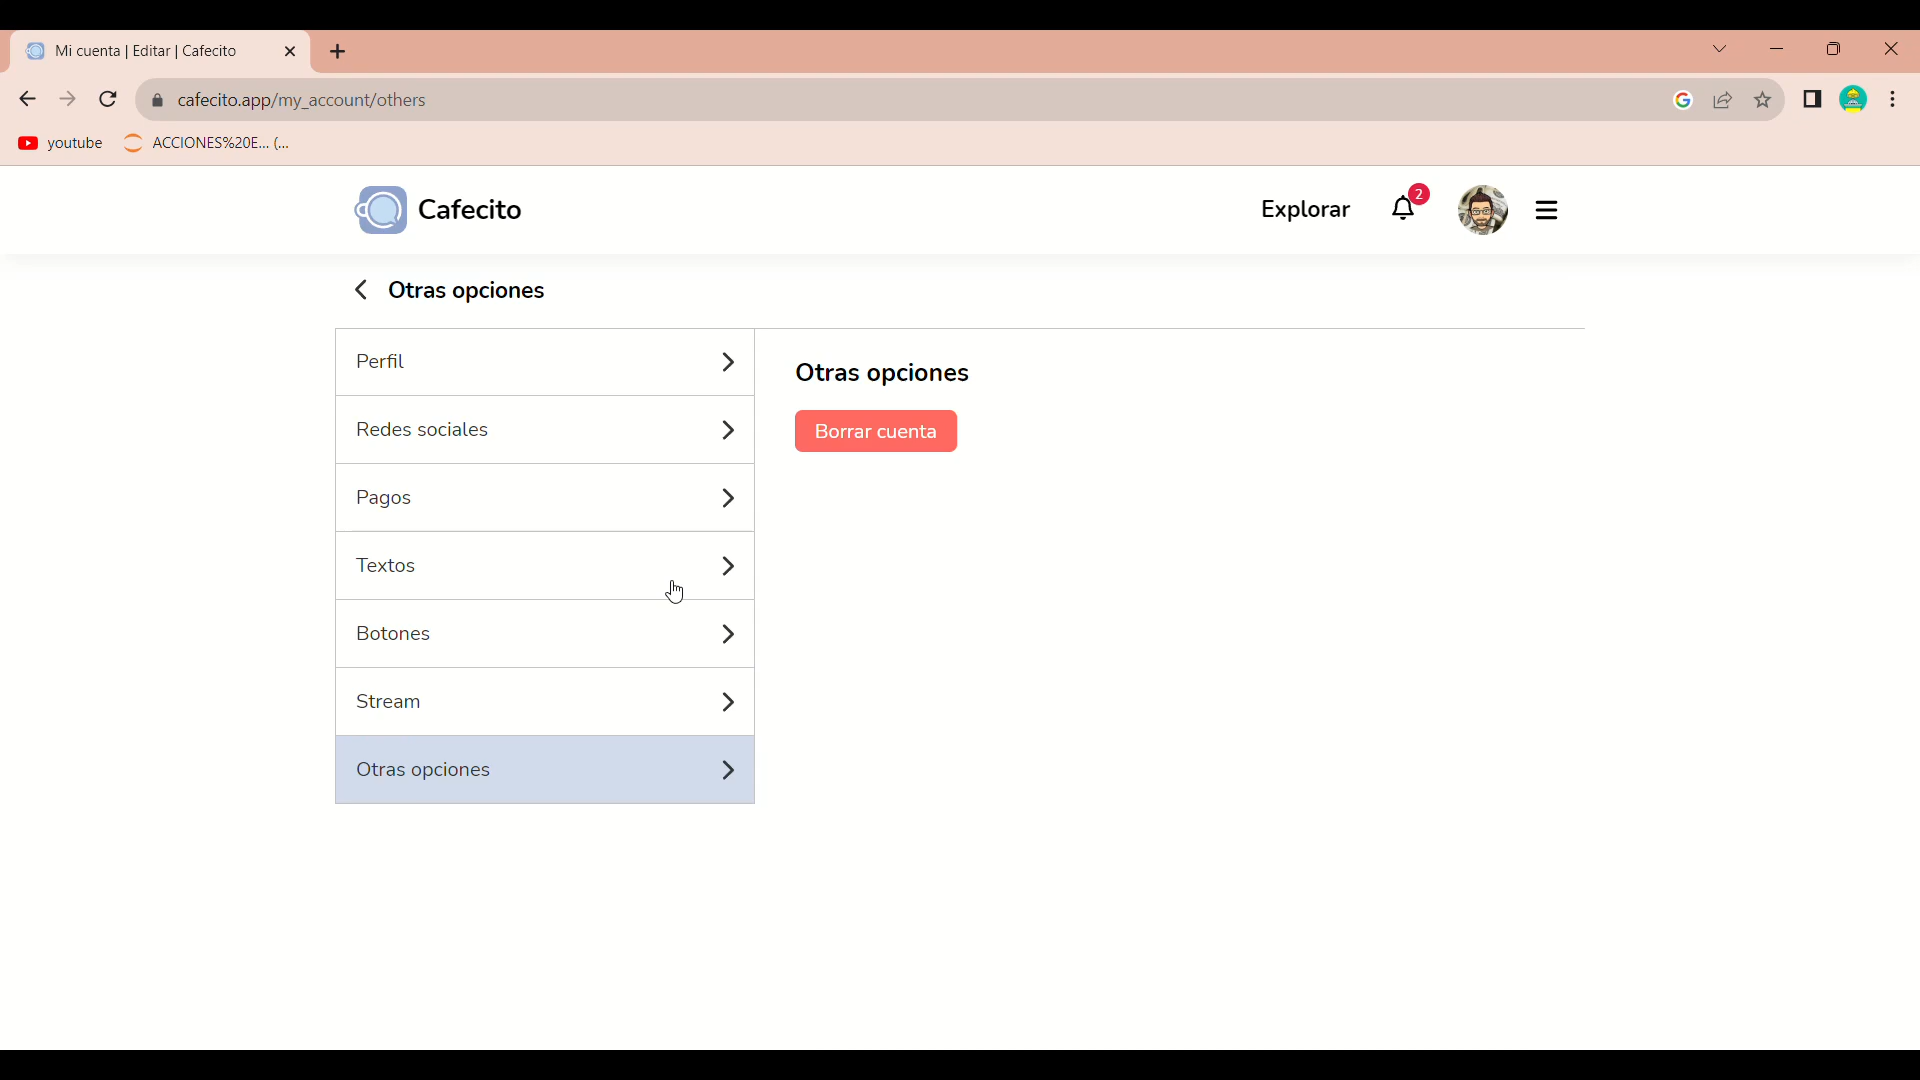 Mi cuenta | Editar | Cafecito
cafecito.app/my_account/others
youtube
ACCIONES%20E... (...
Cafecito
Explorar
2
Otras opciones
Perfil
Redes sociales
Pagos
Textos
Botones
Stream
Otras opciones
Otras opciones
Borrar cuenta